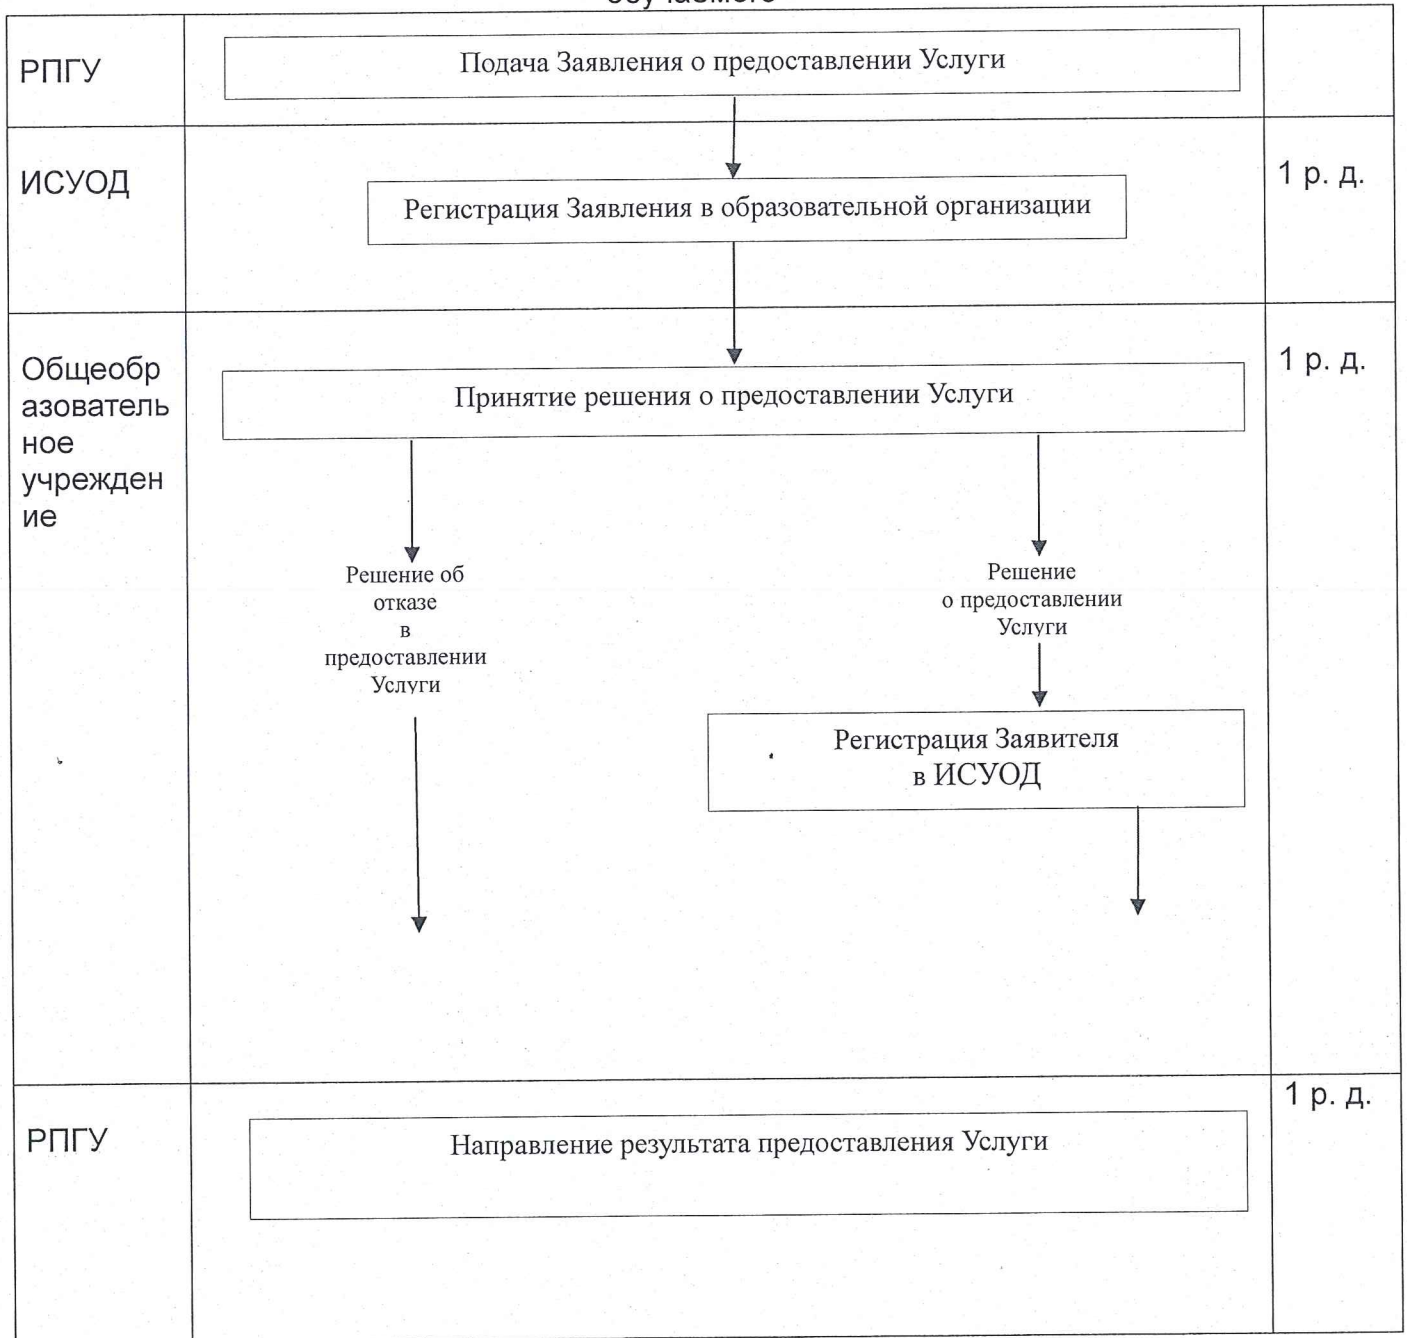 РПГУ
Подача Заявления о предоставлении Услуги
ИСУОД
Регистрация Заявления в образовательной организации
1 р. д.
Общеобр
азователь
ное
учрежден
ие
Принятие решения о предоставлении Услуги
1 р. д.
Решение об
отказе
в
предоставлении
Услуги
Решение
о предоставлении
Услуги
Регистрация Заявителя
в ИСУОД
РПГУ
Направление результата предоставления Услуги
1 р. д.